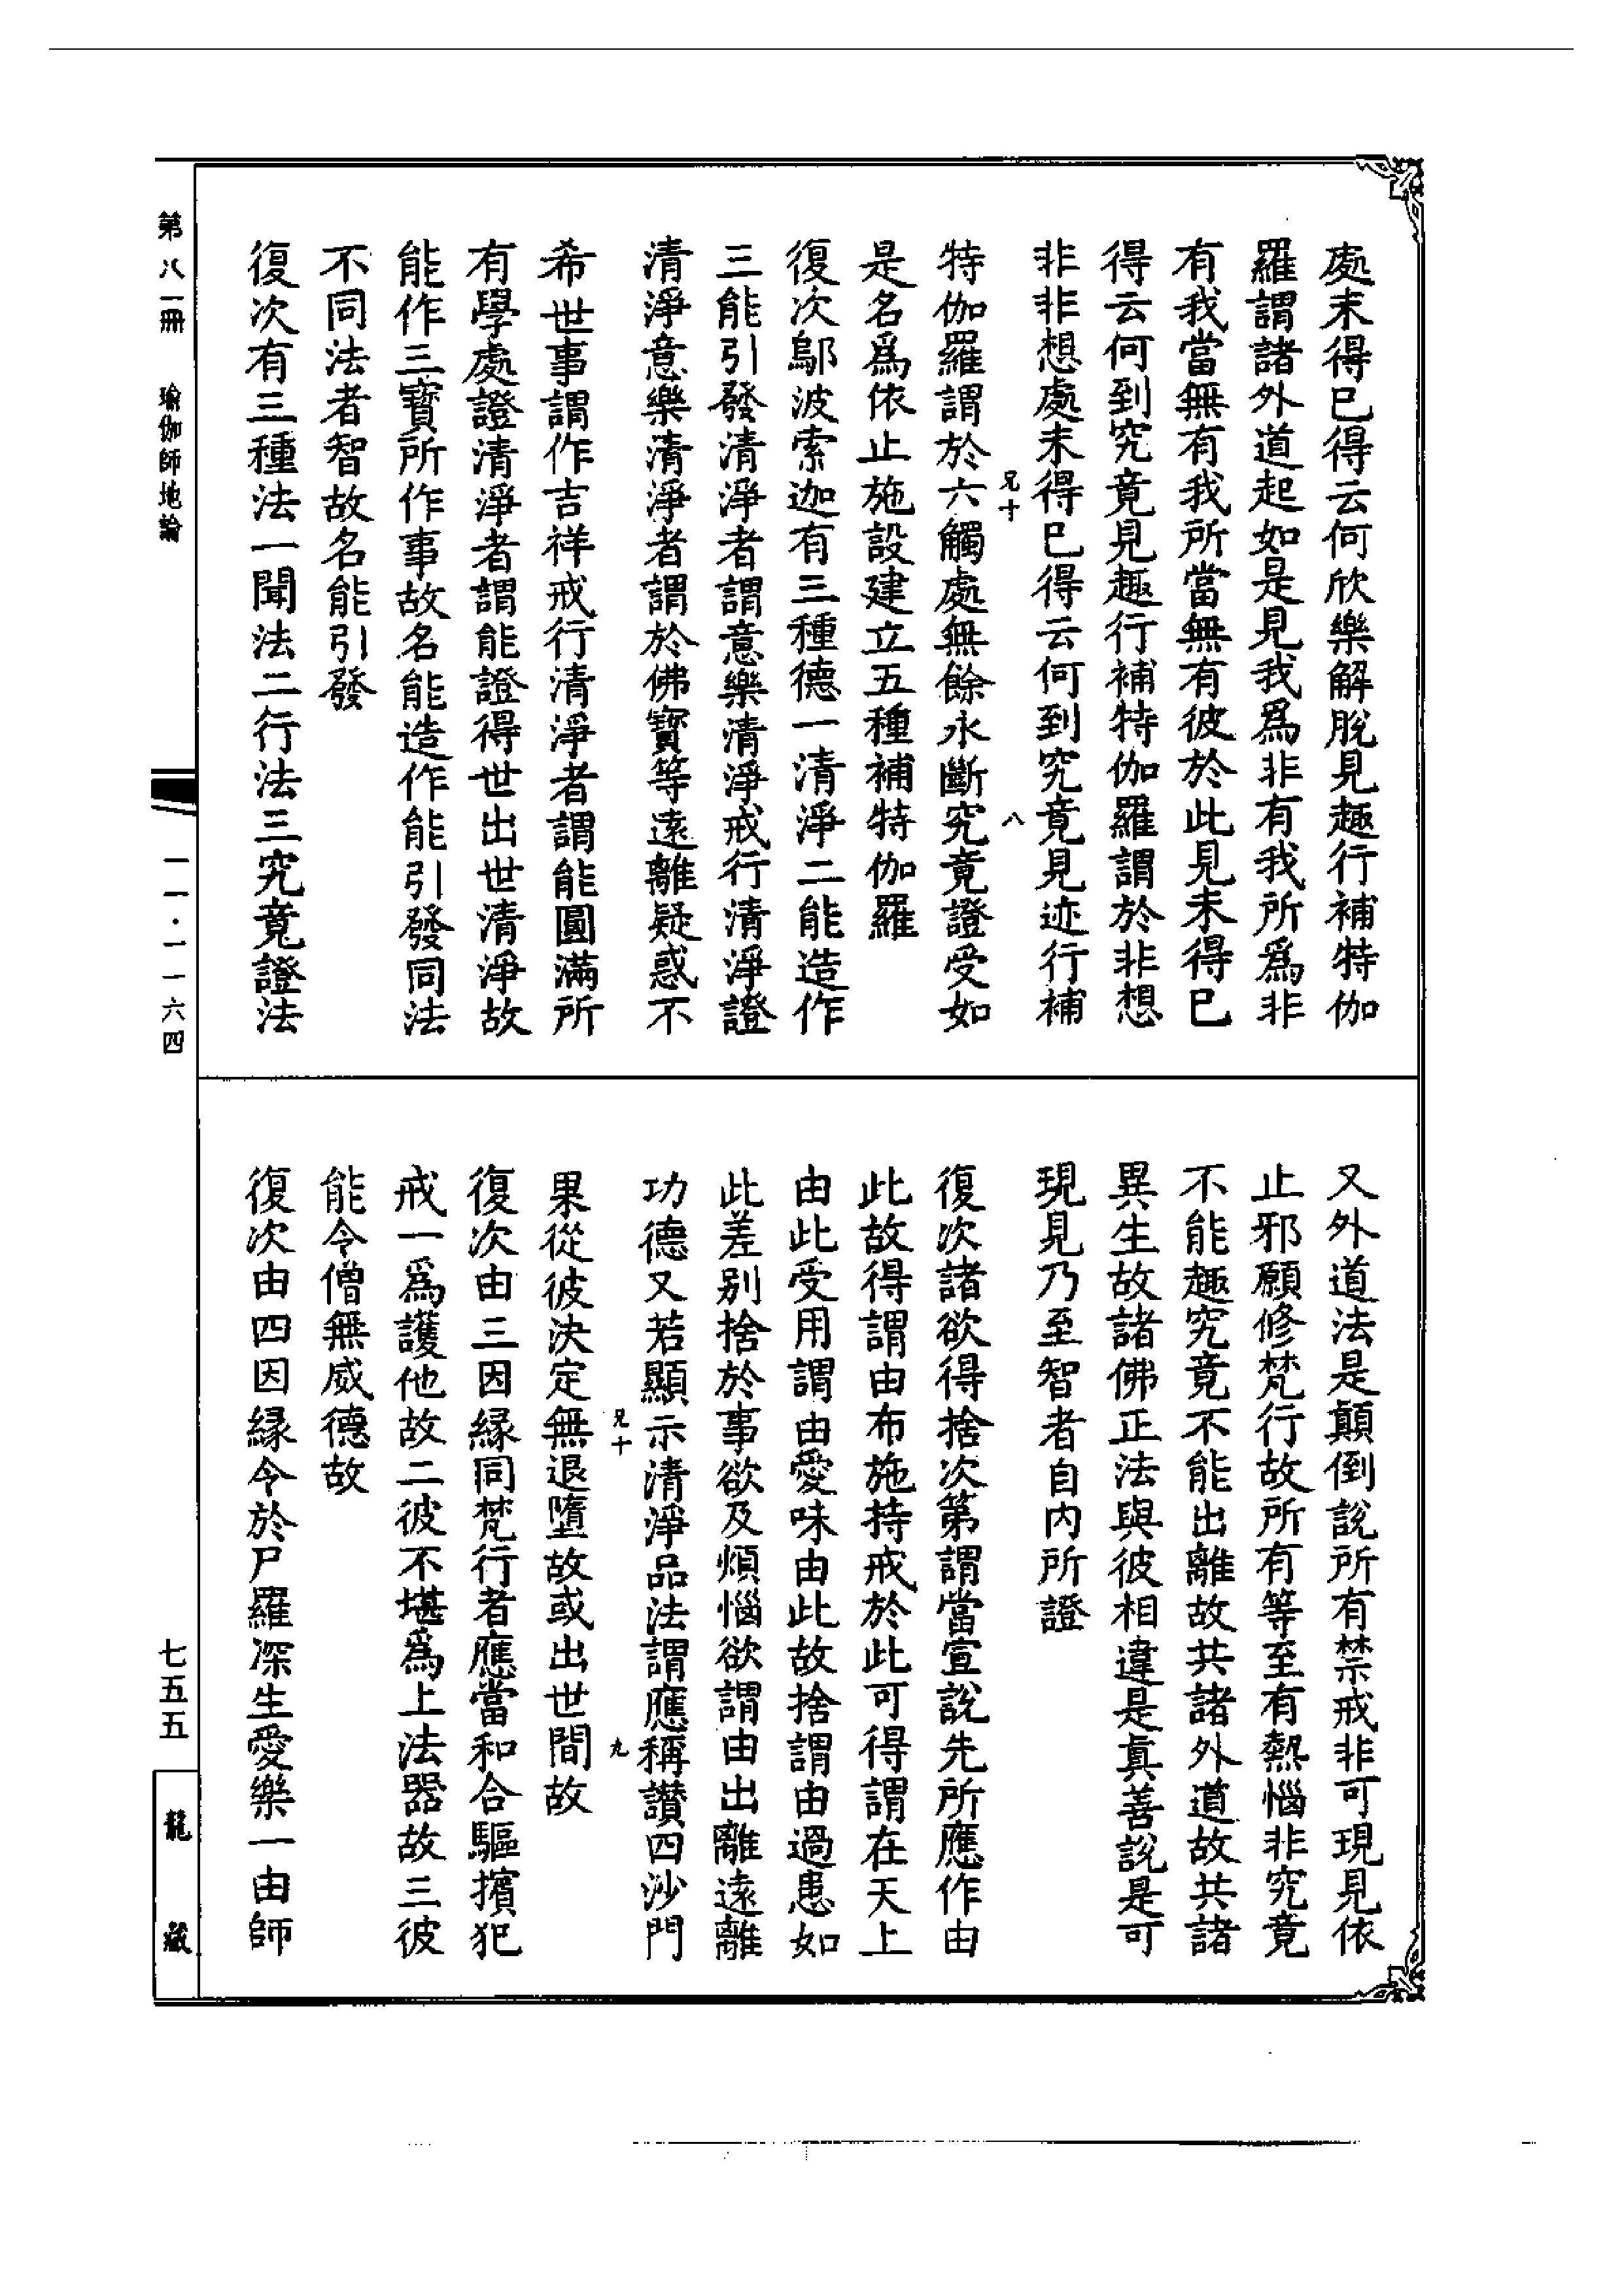 處未得已得云何欣樂解脫見趣行補特伽
羅謂諸外道起如是見我爲非有我所爲非
有我當無有我所當無有彼於此見未得已
得云何到究竟見趣行補特伽羅謂於非想
非非想處未得已得云何到究竟見迹行補
兄十 八
特伽羅謂於六觸處無餘永斷究竟證受如
是名爲依止施設建立五種補特伽羅
復次鄔波索迦有三種德一清淨二能造作
三能引發清淨者謂意樂清淨戒行清淨證
清淨意樂清淨者謂於佛寶等遠離疑惑不
希世事謂作吉祥戒行清淨者謂能圓滿所
有學處證清淨者謂能證得世出世清淨故
能作三寶所作事故名能造作能引發同法
不同法者智故名能引發
復次有三種法一聞法二行法三究竟證法
又外道法是顛倒說所有禁戒非可現見依
止邪願修梵行故所有等至有熱惱非究竟
不能趣究竟不能出離故共諸外道故共諸
異生故諸佛正法與彼相違是真善說是可
現見乃至智者自內所證
復次諸欲得捨次第謂當宣說先所應作由
此故得謂由布施持戒於此可得謂在天上
由此受用謂由愛味由此故捨謂由過患如
此差別捨於事欲及煩惱欲謂由出離遠離
功德又若顯示清淨品法謂應稱讚四沙門
兄十 九
果從彼決定無退墮故或出世間故
復次由三因緣同梵行者應當和合驅擯犯
戒一爲護他故二彼不堪爲上法器故三彼
能令僧無威德故
復次由四因緣令於尸羅深生愛樂一由師
第八一冊 瑜伽師地論
一一·一一六四
七五五
龍藏